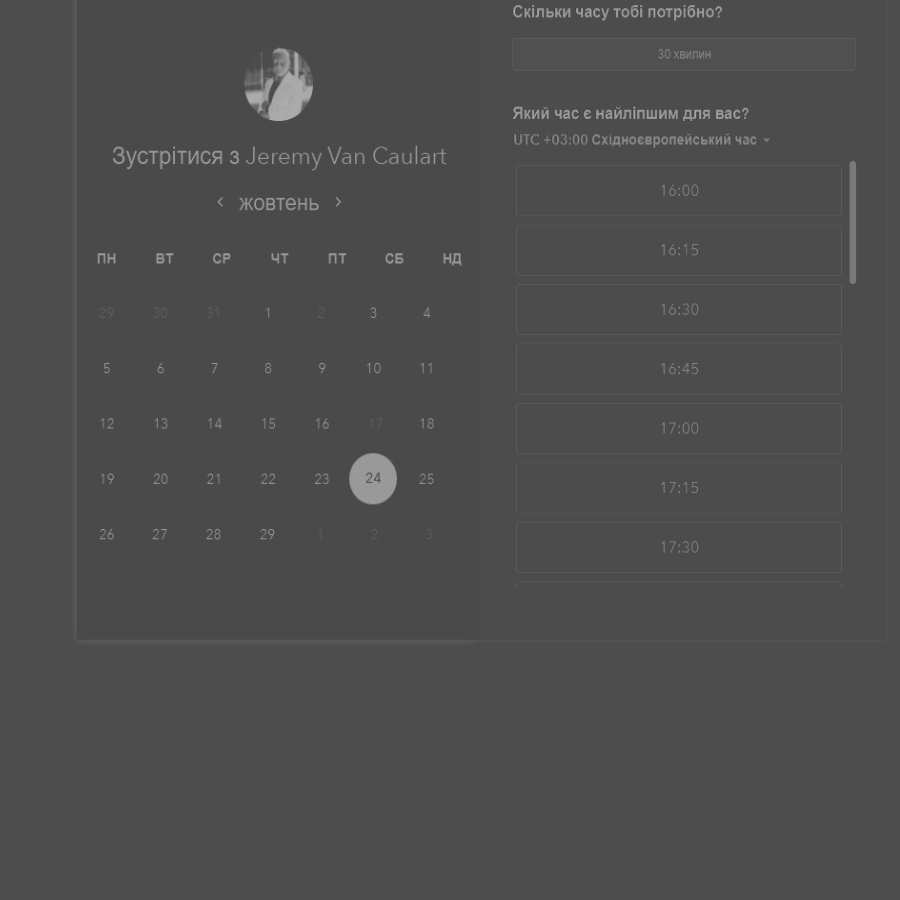 Зустрітися з Jeremy Van Caulart
‹ жовтень ›
ПН ВТ СР ЧТ ПТ СБ НД
29 30 31 1 2 3 4
5 6 7 8 9 10 11
12 13 14 15 16 17 18
19 20 21 22 23 24 25
26 27 28 29 1 2 3
Скільки часу тобі потрібно?
30 хвилин
Який час є найліпшим для вас?
UTC +03:00 Східноєвропейський час
16:00
16:15
16:30
16:45
17:00
17:15
17:30